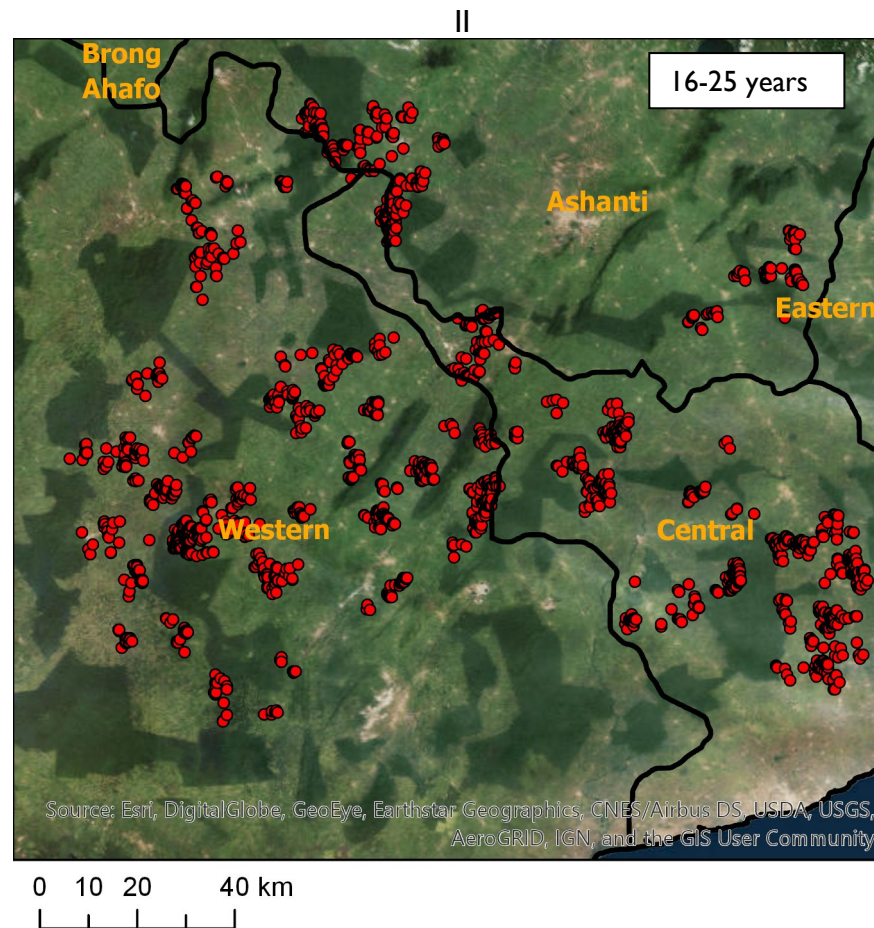 II
Brong
Ahafo
16-25 years
Ashanti
Eastern
Western
Central
Source: Esri, DigitalGlobe, GeoEye, Earthstar Geographics, CNES/Airbus DS, USDA, USGS,
AeroGRID, IGN, and the GIS User Community
0 10 20 40 km